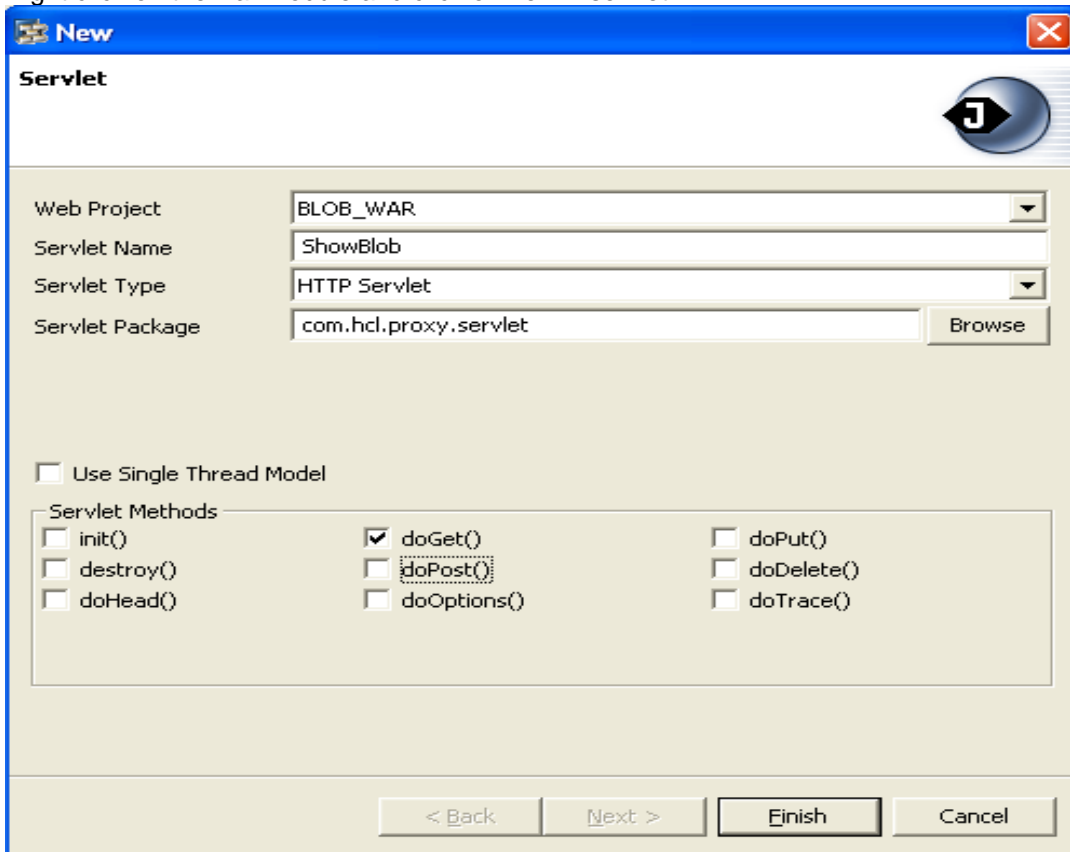 New
Servlet
J
Web Project BLOB_WAR
Servlet Name ShowBlob
Servlet Type HTTP Servlet
Servlet Package com.hcl.proxy.servlet Browse
Use Single Thread Model
Servlet Methods
init() doGet() doPut()
destroy() doPost() doDelete()
doHead() doOptions() doTrace()
< Back Next > Finish Cancel